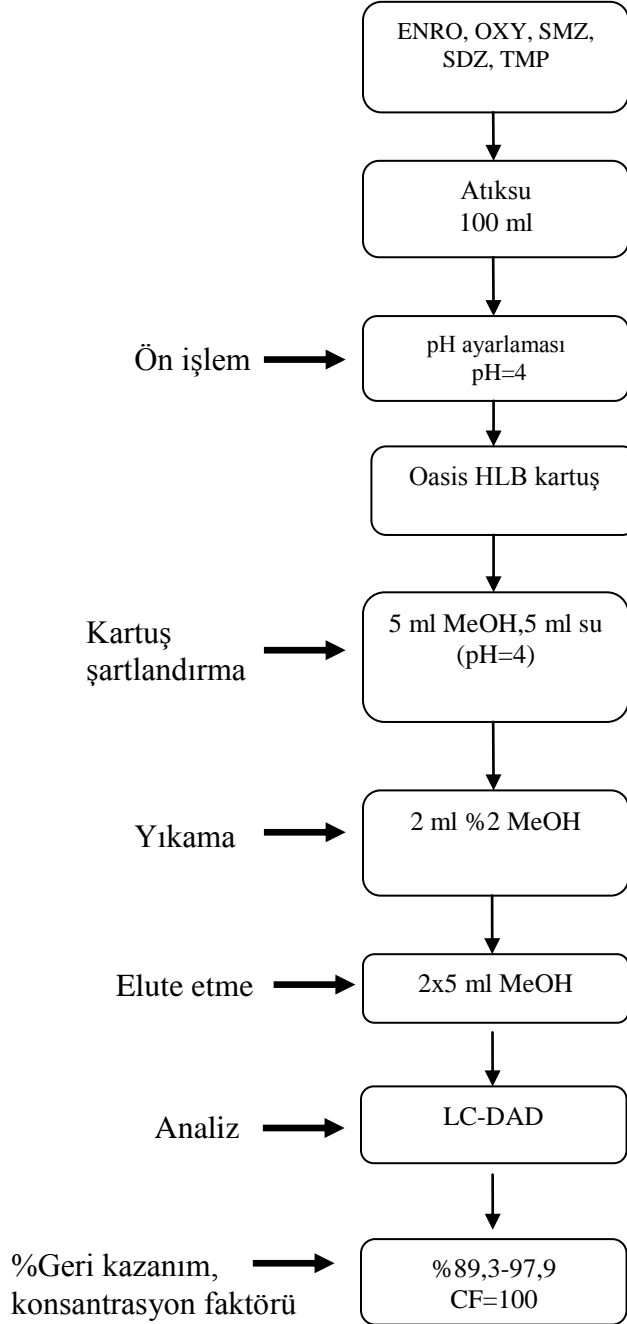 ENRO, OXY, SMZ,
SDZ, TMP
Atıksu
100 ml
Ön işlem
pH ayarlaması
pH=4
Oasis HLB kartuş
Kartuş
şartlandırma
5 ml MeOH,5 ml su
(pH=4)
Yıkama
2 ml %2 MeOH
Elute etme
2x5 ml MeOH
Analiz
LC-DAD
%Geri kazanım,
konsantrasyon faktörü
%89,3-97,9
CF=100